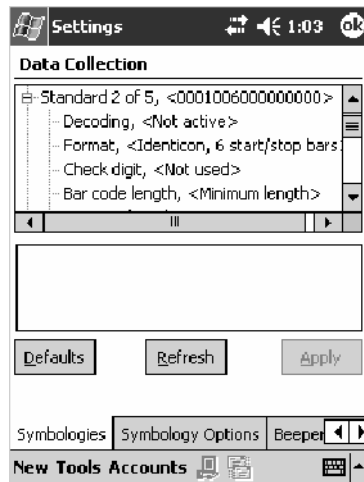 Settings 1:03 ok
Data Collection
Standard 2 of 5, <0001006000000000>
Decoding, <Not active>
Format, <Identicon, 6 start/stop bars
Check digit, <Not used>
Bar code length, <Minimum length>
Defaults Refresh Apply
Symbologies Symbology Options Beeper
New Tools Accounts